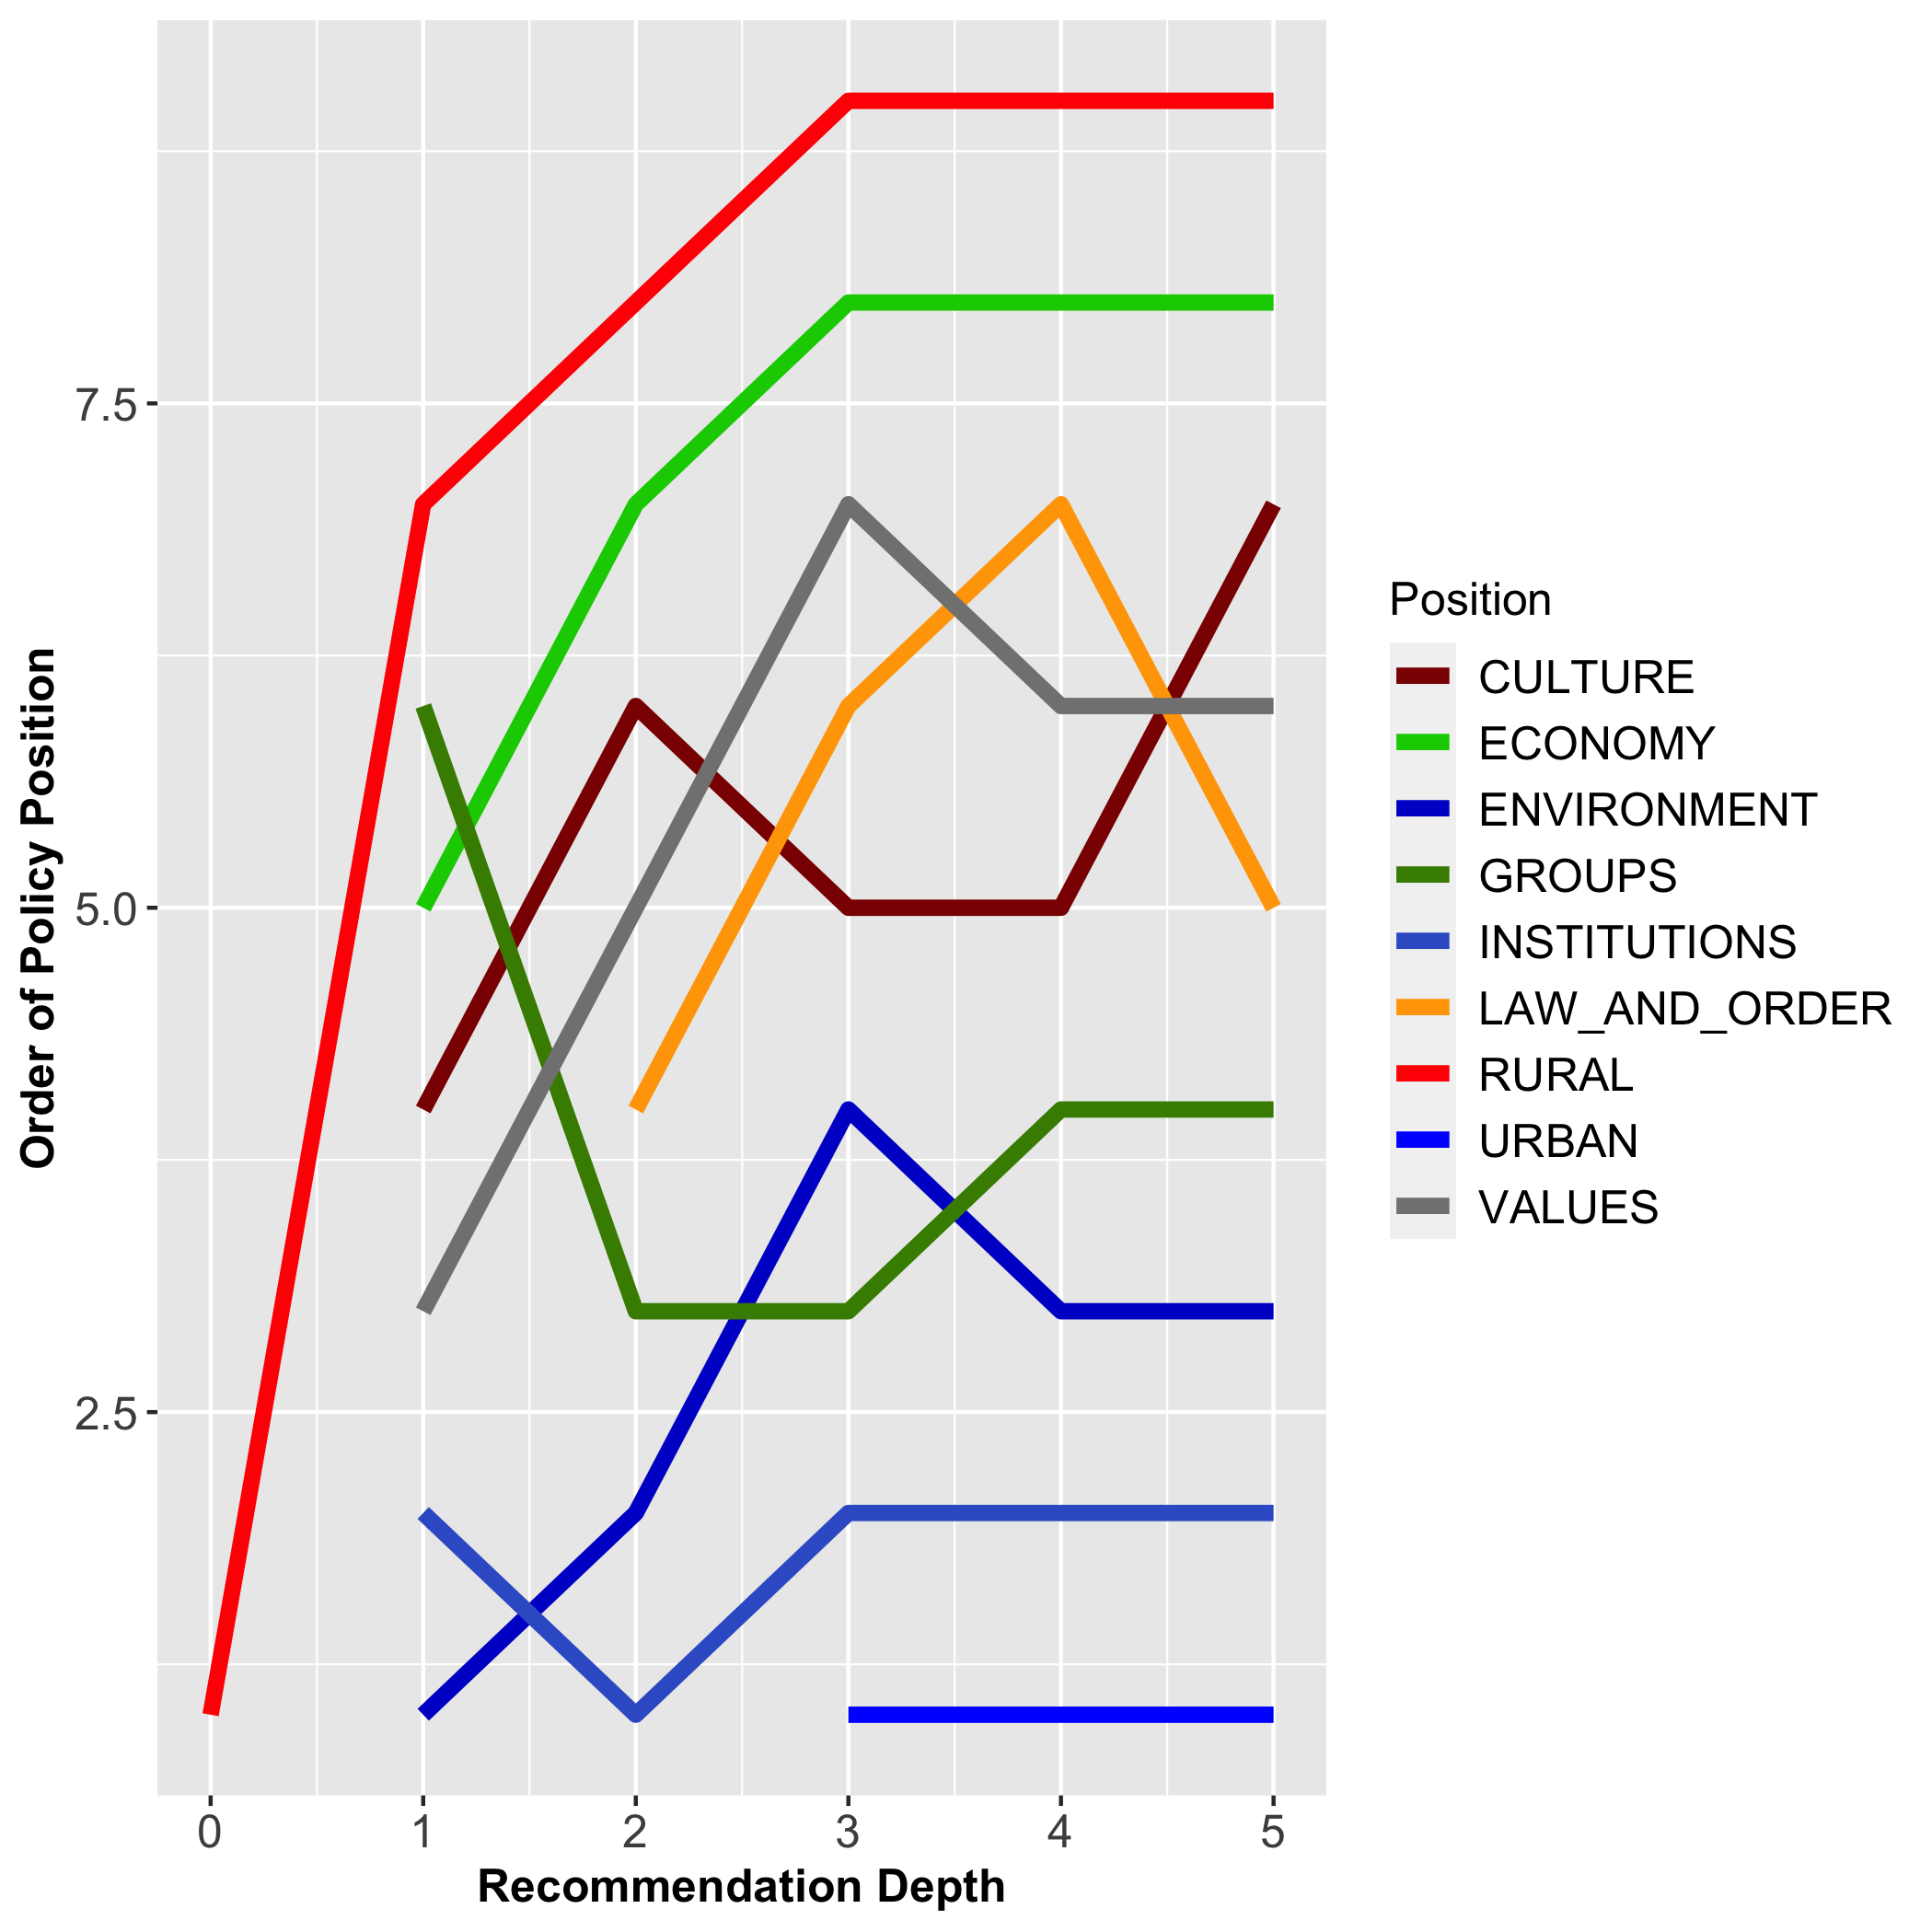 Order of Policy Position
7.5
5.0
2.5
0 1 2 3 4 5
Recommendation Depth
Position
CULTURE
ECONOMY
ENVIRONMENT
GROUPS
INSTITUTIONS
LAW_AND_ORDER
RURAL
URBAN
VALUES